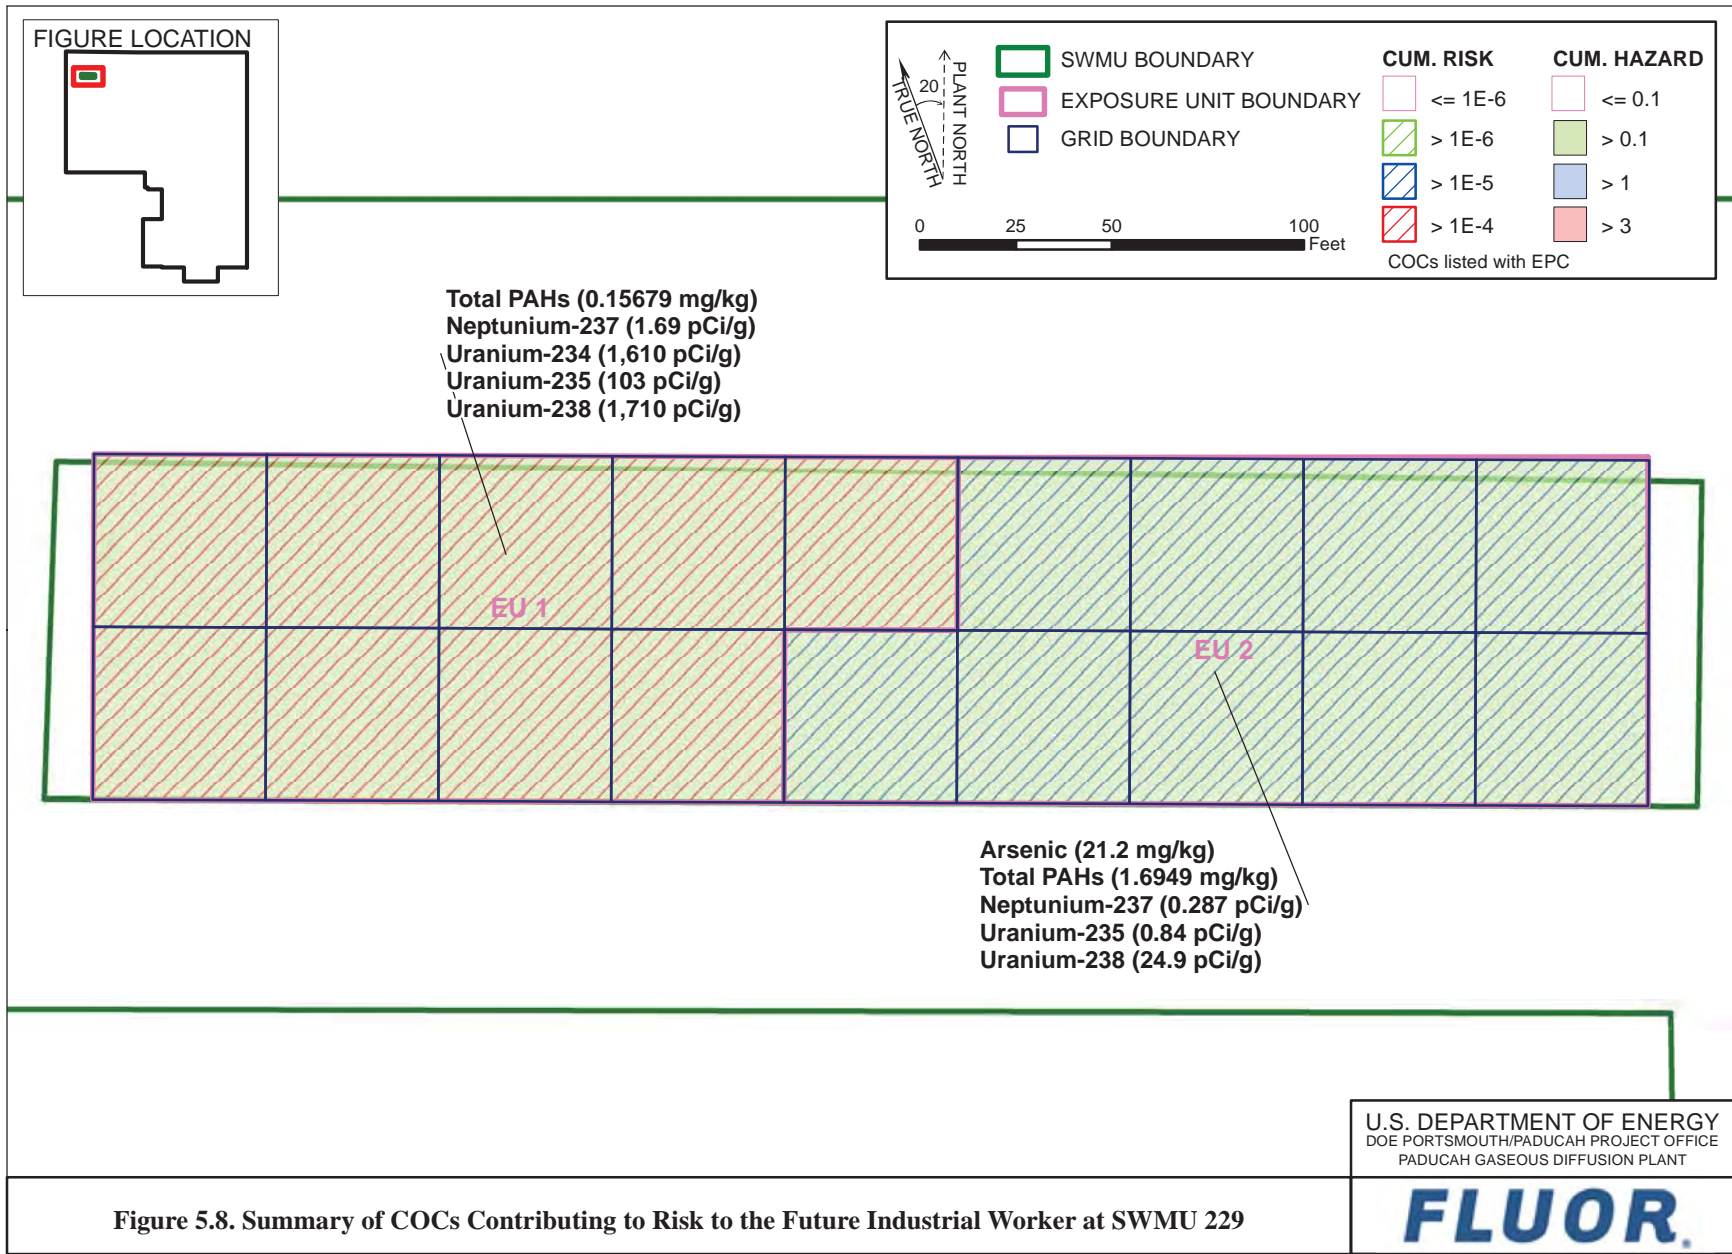 FIGURE LOCATION
TRUE NORTH
20
PLANT NORTH
SWMU BOUNDARY
EXPOSURE UNIT BOUNDARY
GRID BOUNDARY
0 25 50 100
Feet
CUM. RISK
<= 1E-6
> 1E-6
> 1E-5
> 1E-4
CUM. HAZARD
<= 0.1
> 0.1
> 1
> 3
COCs listed with EPC
Total PAHs (0.15679 mg/kg)
Neptunium-237 (1.69 pCi/g)
Uranium-234 (1,610 pCi/g)
Uranium-235 (103 pCi/g)
Uranium-238 (1,710 pCi/g)
EU 1
EU 2
Arsenic (21.2 mg/kg)
Total PAHs (1.6949 mg/kg)
Neptunium-237 (0.287 pCi/g)
Uranium-235 (0.84 pCi/g)
Uranium-238 (24.9 pCi/g)
U.S. DEPARTMENT OF ENERGY
DOE PORTSMOUTH/PADUCAH PROJECT OFFICE
PADUCAH GASEOUS DIFFUSION PLANT
Figure 5.8. Summary of COCs Contributing to Risk to the Future Industrial Worker at SWMU 229
FLUOR®